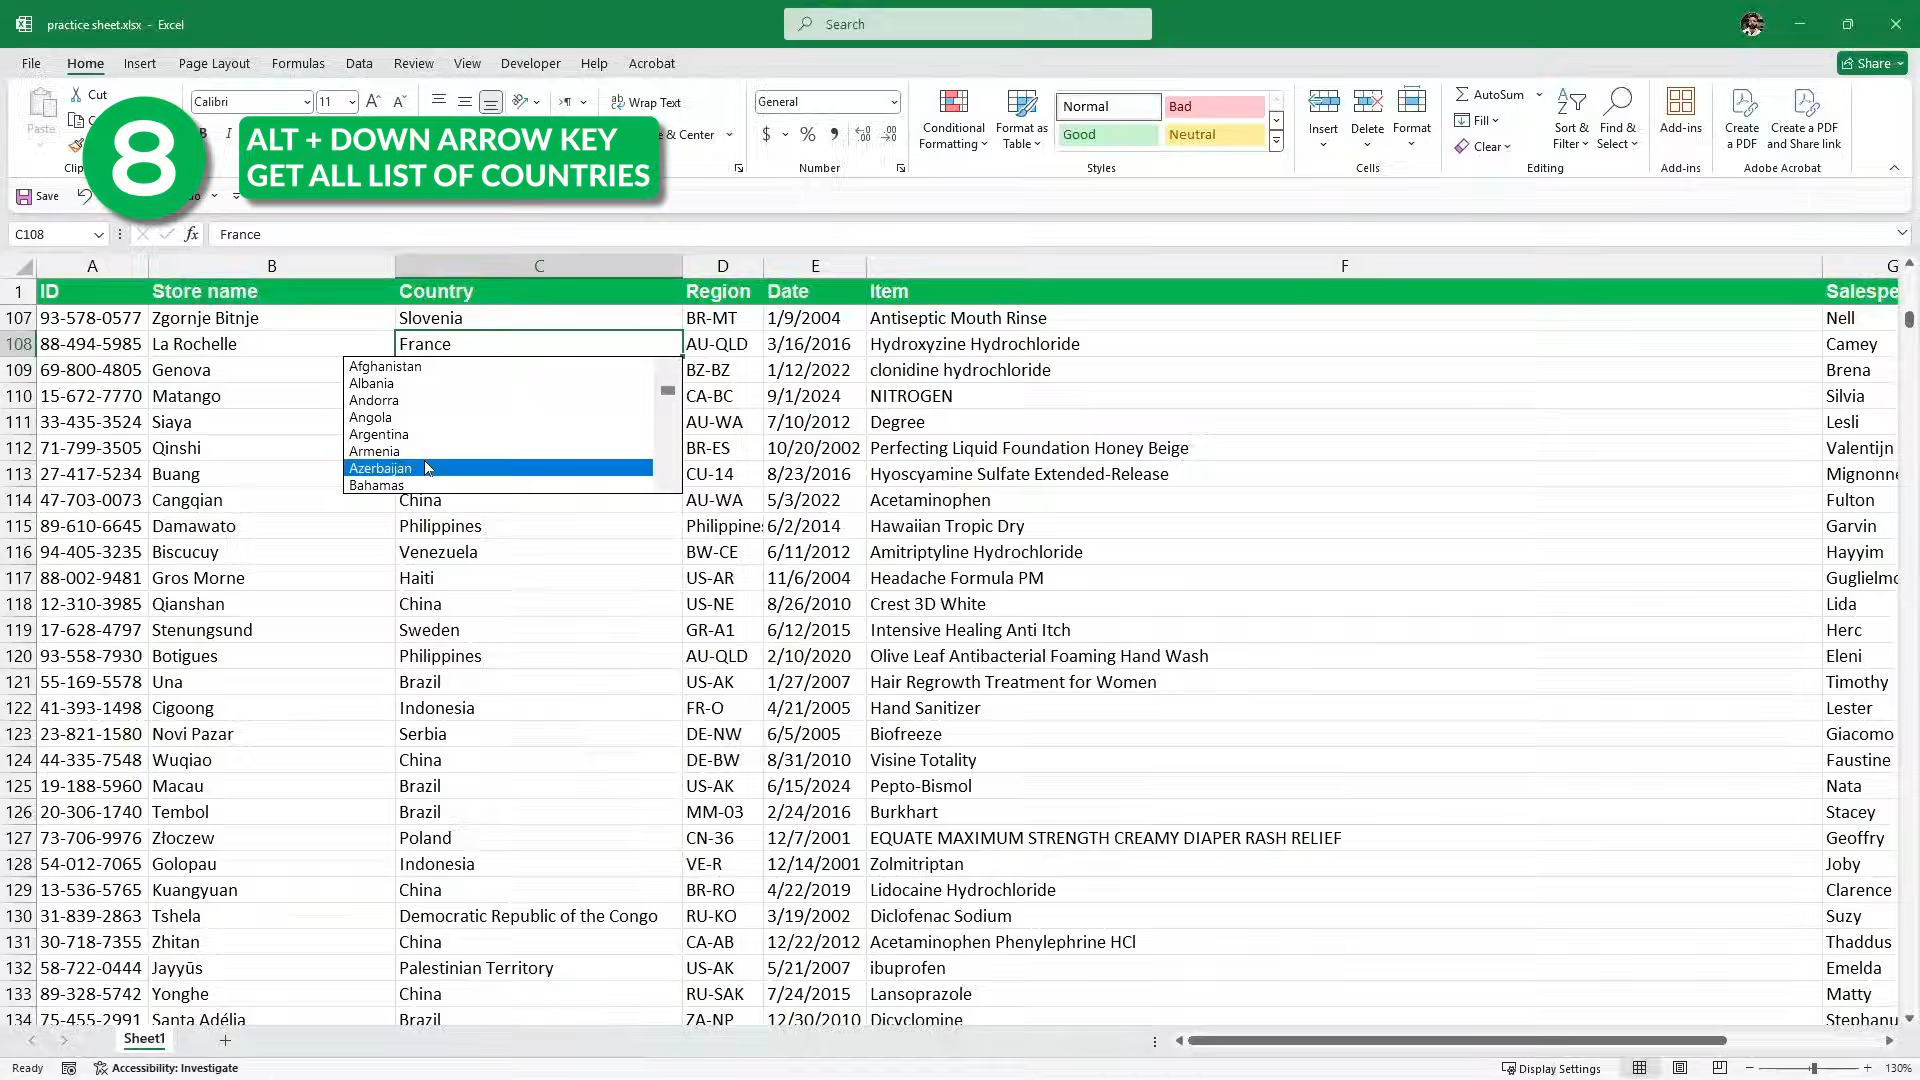 practice sheet.xlsx - Excel
Search
File Home Insert Page Layout Formulas Data Review View Developer Help Acrobat
Share
Paste
Cut
Calibri 11
Wrap Text
General
Conditional Formatting
Format as Table
Normal Bad
Good Neutral
Insert Delete Format
AutoSum
Fill
Clear
Sort & Filter
Find & Select
Add-ins
Create a PDF
Create a PDF and Share link
8
ALT + DOWN ARROW KEY
GET ALL LIST OF COUNTRIES
& Center
$ % 9
Number Styles Cells Editing Add-ins Adobe Acrobat
Save
C108 fx France
A B C D E F G
1 ID Store name Country Region Date Item Salespe
107 93-578-0577 Zgornje Bitnje Slovenia BR-MT 1/9/2004 Antiseptic Mouth Rinse Nell
108 88-494-5985 La Rochelle France AU-QLD 3/16/2016 Hydroxyzine Hydrochloride Camey
109 69-800-4805 Genova BZ-BZ 1/12/2022 clonidine hydrochloride Brena
110 15-672-7770 Matango CA-BC 9/1/2024 NITROGEN Silvia
111 33-435-3524 Siaya AU-WA 7/10/2012 Degree Lesli
112 71-799-3505 Qinshi BR-ES 10/20/2002 Perfecting Liquid Foundation Honey Beige Valentijn
113 27-417-5234 Buang CU-14 8/23/2016 Hyoscyamine Sulfate Extended-Release Mignonne
Afghanistan
Albania
Andorra
Angola
Argentina
Armenia
Azerbaijan
Bahamas
114 47-703-0073 Cangqian China AU-WA 5/3/2022 Acetaminophen Fulton
115 89-610-6645 Damawato Philippines Philippines 6/2/2014 Hawaiian Tropic Dry Garvin
116 94-405-3235 Biscucuy Venezuela BW-CE 6/11/2012 Amitriptyline Hydrochloride Hayyim
117 88-002-9481 Gros Morne Haiti US-AR 11/6/2004 Headache Formula PM Guglielmo
118 12-310-3985 Qianshan China US-NE 8/26/2010 Crest 3D White Lida
119 17-628-4797 Stenungsund Sweden GR-A1 6/12/2015 Intensive Healing Anti Itch Herc
120 93-558-7930 Botigues Philippines AU-QLD 2/10/2020 Olive Leaf Antibacterial Foaming Hand Wash Eleni
121 55-169-5578 Una Brazil US-AK 1/27/2007 Hair Regrowth Treatment for Women Timothy
122 41-393-1498 Cigoong Indonesia FR-O 4/21/2005 Hand Sanitizer Lester
123 23-821-1580 Novi Pazar Serbia DE-NW 6/5/2005 Biofreeze Giacomo
124 44-335-7548 Wuqiao China DE-BW 8/31/2010 Visine Totality Faustine
125 19-188-5960 Macau Brazil US-AK 6/15/2024 Pepto-Bismol Nata
126 20-306-1740 Tembol Brazil MM-03 2/24/2016 Burkhart Stacey
127 73-706-9976 Złoczew Poland CN-36 12/7/2001 EQUATE MAXIMUM STRENGTH CREAMY DIAPER RASH RELIEF Geoffry
128 54-012-7065 Golopau Indonesia VE-R 12/14/2001 Zolmitriptan Joby
129 13-536-5765 Kuangyuan China BR-RO 4/22/2019 Lidocaine Hydrochloride Clarence
130 31-839-2863 Tshela Democratic Republic of the Congo RU-KO 3/19/2002 Diclofenac Sodium Suzy
131 30-718-7355 Zhitan China CA-AB 12/22/2012 Acetaminophen Phenylephrine HCl Thaddus
132 58-722-0444 Jayyūs Palestinian Territory US-AK 5/21/2007 ibuprofen Emelda
133 89-328-5742 Yonghe China RU-SAK 7/24/2015 Lansoprazole Matty
134 75-455-2991 Santa Adélia Brazil ZA-NP 12/30/2010 Dicyclomine Stephanu
Sheet1
Ready Accessibility: Investigate Display Settings 130%